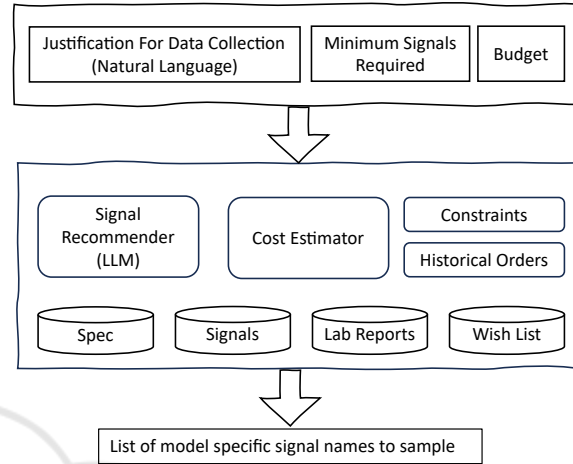 Justification For Data Collection
(Natural Language)
Minimum Signals
Required
Budget
Signal
Recommender
(LLM)
Cost Estimator
Constraints
Historical Orders
Spec
Signals
Lab Reports
Wish List
List of model specific signal names to sample